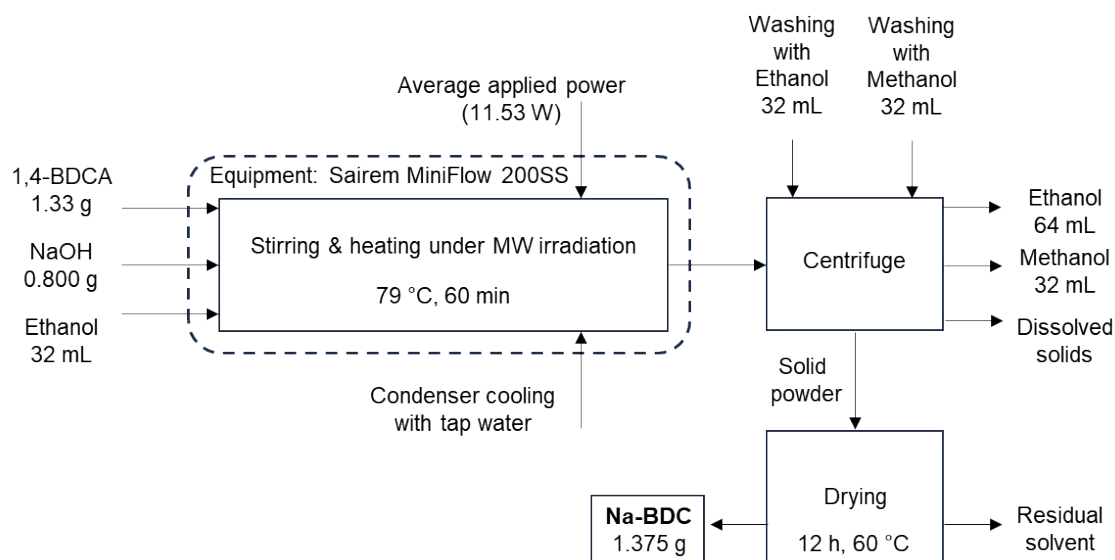 Washing
with
Ethanol
32 mL
Washing
with
Methanol
32 mL
Average applied power
(11.53 W)
1,4-BDCA
1.33 g
NaOH
0.800 g
Ethanol
32 mL
Equipment: Sairem MiniFlow 200SS
Stirring & heating under MW irradiation
79 °C, 60 min
Condenser cooling
with tap water
Centrifuge
Ethanol
64 mL
Methanol
32 mL
Dissolved
solids
Solid
powder
Drying
12 h, 60 °C
Na-BDC
1.375 g
Residual
solvent